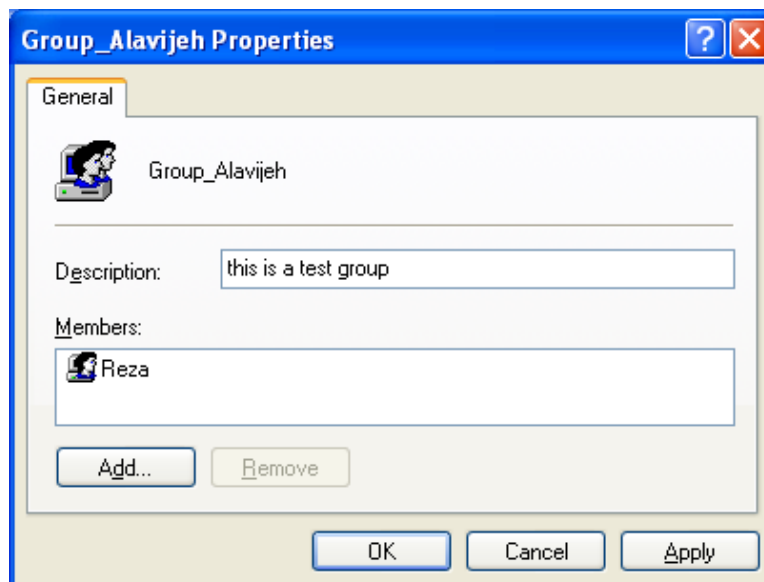 Group_Alavijeh Properties
General
Group_Alavijeh
Description: this is a test group
Members:
Reza
Add... Remove
OK Cancel Apply